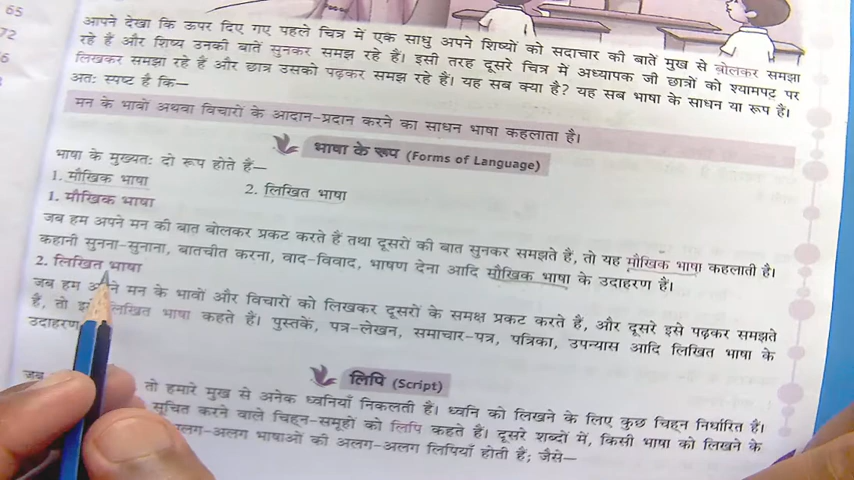 65
72
आपने देखा कि ऊपर दिए गए पहले चित्र में एक साधु अपने शिष्यों को सदाचार की बातें मुख से बोलकर समझा
रहे हैं और शिष्य उनकी बातें सुनकर समझ रहे हैं। इसी तरह दूसरे चित्र में अध्यापक जी छात्रों को श्यामपट्ट पर
लिखकर समझा रहे हैं और छात्र उसको पढ़कर समझ रहे हैं। यह सब क्या है? यह सब भाषा के साधन या रूप हैं।
अतः स्पष्ट है कि—
मन के भावों अथवा विचारों के आदान-प्रदान करने का साधन भाषा कहलाता है।
भाषा के रूप (Forms of Language)
भाषा के मुख्यतः दो रूप होते हैं—
1. मौखिक भाषा 2. लिखित भाषा
1. मौखिक भाषा
जब हम अपने मन की बात बोलकर प्रकट करते हैं तथा दूसरों की बात सुनकर समझते हैं, तो यह मौखिक भाषा कहलाती है।
कहानी सुनना-सुनाना, बातचीत करना, वाद-विवाद, भाषण देना आदि मौखिक भाषा के उदाहरण हैं।
2. लिखित भाषा
जब हम अपने मन के भावों और विचारों को लिखकर दूसरों के समक्ष प्रकट करते हैं, और दूसरे इसे पढ़कर समझते
हैं, तो लिखित भाषा कहते हैं। पुस्तकें, पत्र-लेखन, समाचार-पत्र, पत्रिका, उपन्यास आदि लिखित भाषा के
उदाहरण
लिपि (Script)
जब तो हमारे मुख से अनेक ध्वनियाँ निकलती हैं। ध्वनि को लिखने के लिए कुछ चिह्न निर्धारित हैं।
सूचित करने वाले चिह्न-समूहों को लिपि कहते हैं। दूसरे शब्दों में, किसी भाषा को लिखने के
अलग-अलग भाषाओं की अलग-अलग लिपियाँ होती हैं; जैसे—